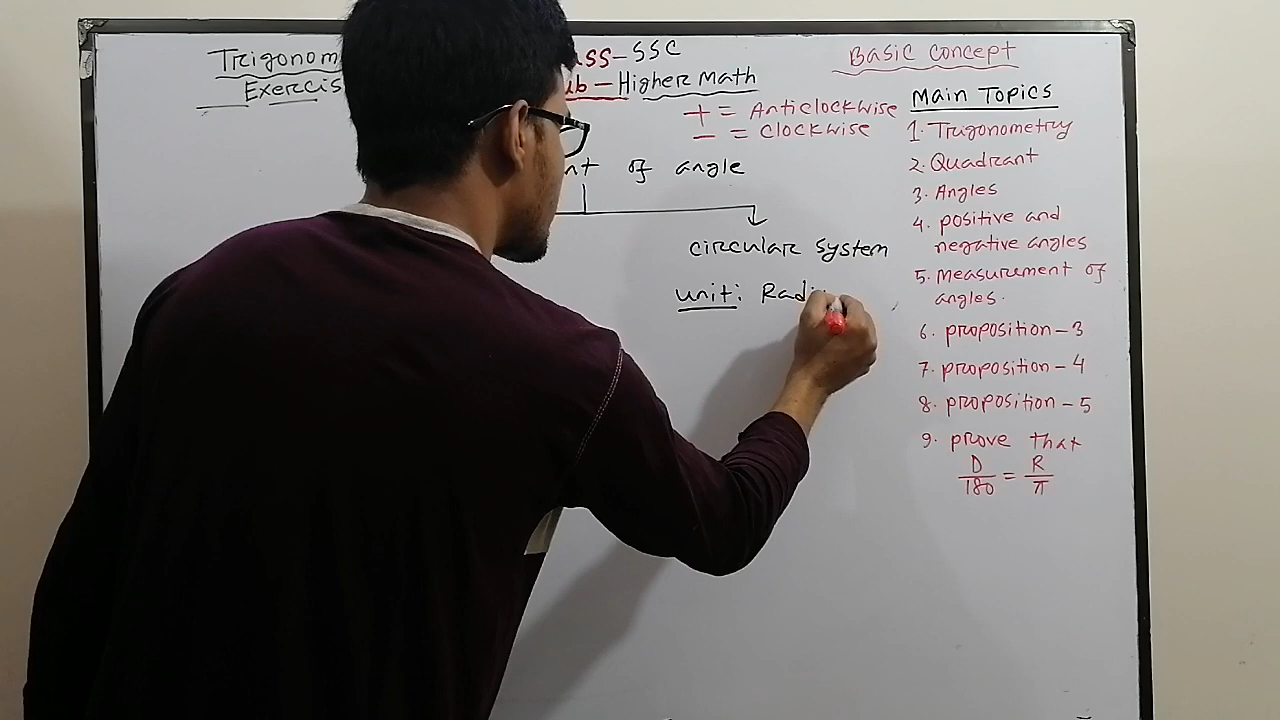 Trigonom
Exercis
ass-SSC
ub-Higher Math
Basic Concept
+ = Anticlockwise
- = Clockwise
nt of angle
circular system
unit: Radi
Main Topics
1. Trigonometry
2. Quadrant
3. Angles
4. positive and
negative angles
5. Measurement of
angles.
6. proposition-3
7. proposition-4
8. proposition-5
9. prove that
D/180 = R/π